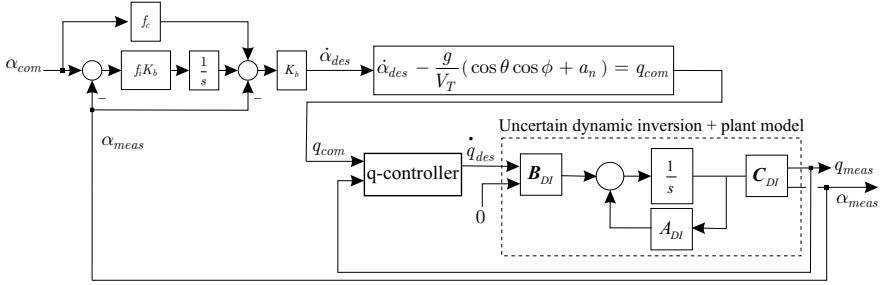 f_c
α_com
f_i K_b
1/s
K_b
α̇_des
α̇_des − g/V_T (cos θ cos ϕ + a_n) = q_com
−
−
α_meas
Uncertain dynamic inversion + plant model
q_com
q-controller
q̇_des
0
B_DI
1/s
C_DI
q_meas
α_meas
A_DI